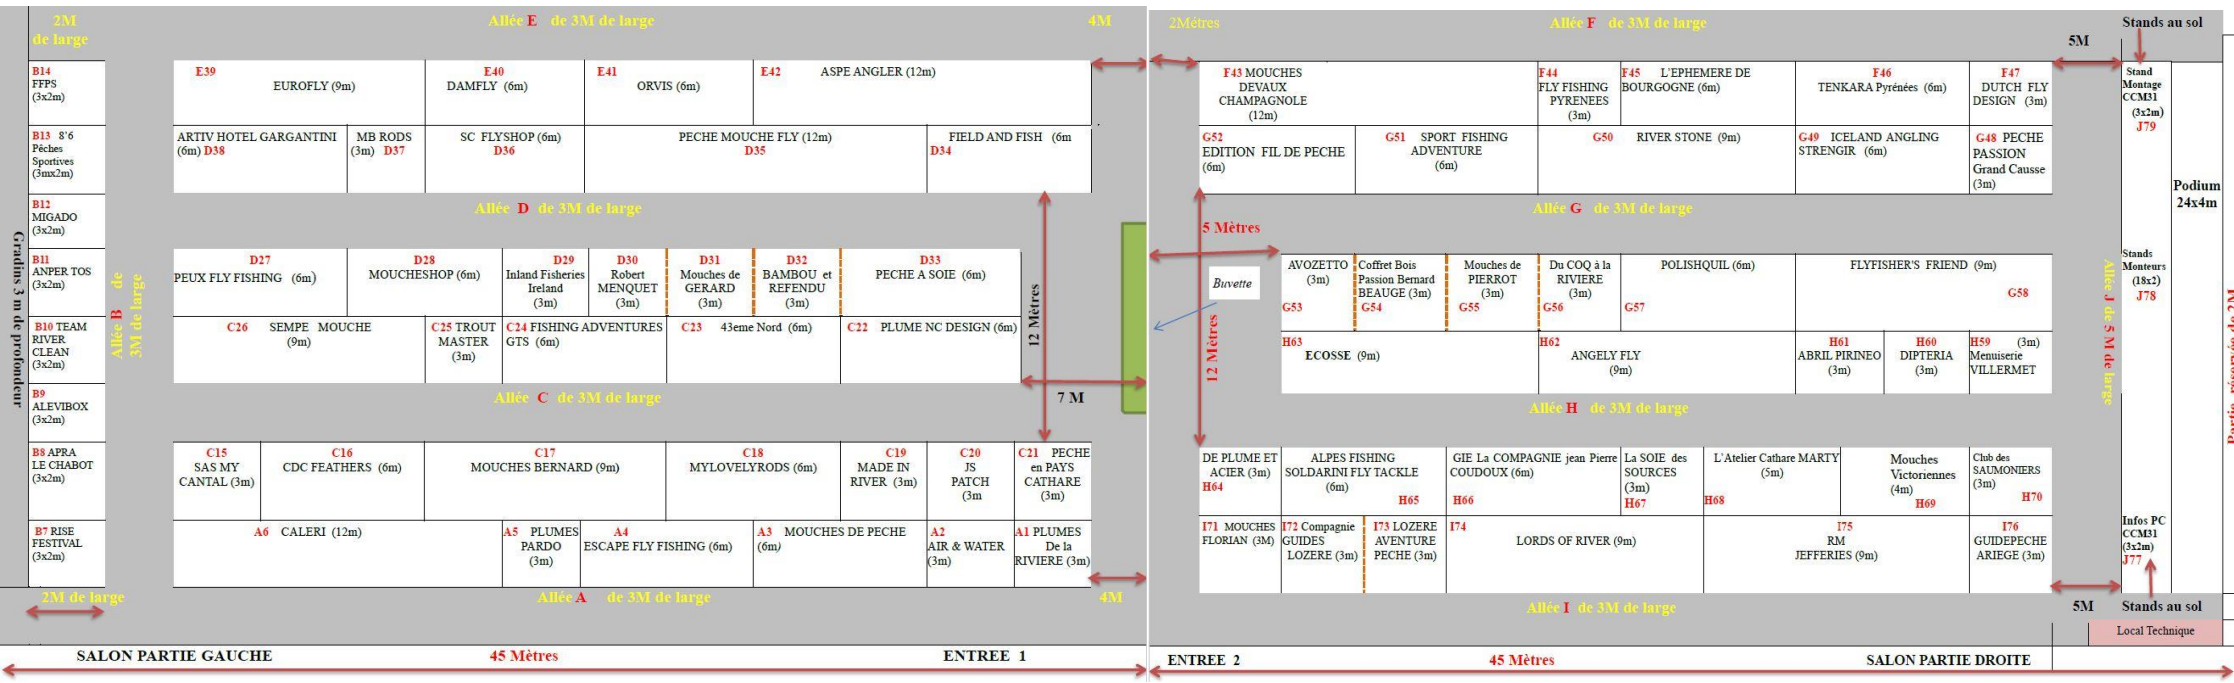 2M
de large
Allée E de 3M de large
4M
2Métres
Allée F de 3M de large
Stands au sol
5M
B14
FFPS
(3x2m)
B13 8'6
Pêches
Sportives
(3mx2m)
B12
MIGADO
(3x2m)
B11
ANPER TOS
(3x2m)
B10 TEAM
RIVER
CLEAN
(3x2m)
B9
ALEVIBOX
(3x2m)
B8 APRA
LE CHABOT
(3x2m)
B7 RISE
FESTIVAL
(3x2m)
Gradins 3 m de profondeur
Allée B de
3M de large
E39
EUROFLY (9m)
E40
DAMFLY (6m)
E41
ORVIS (6m)
E42 ASPE ANGLER (12m)
ARTIV HOTEL GARGANTINI
(6m) D38
MB RODS
(3m) D37
SC FLYSHOP (6m)
D36
PECHE MOUCHE FLY (12m)
D35
FIELD AND FISH (6m
D34
Allée D de 3M de large
D27
PEUX FLY FISHING (6m)
D28
MOUCHESHOP (6m)
D29
Inland Fisheries
Ireland
(3m)
D30
Robert
MENQUET
(3m)
D31
Mouches de
GERARD
(3m)
D32
BAMBOU et
REFENDU
(3m)
D33
PECHE A SOIE (6m)
C26 SEMPE MOUCHE
(9m)
C25 TROUT
MASTER
(3m)
C24 FISHING ADVENTURES
GTS (6m)
C23 43eme Nord (6m)
C22 PLUME NC DESIGN (6m)
12 Mètres
7 M
Allée C de 3M de large
C15
SAS MY
CANTAL (3m)
C16
CDC FEATHERS (6m)
C17
MOUCHES BERNARD (9m)
C18
MYLOVELYRODS (6m)
C19
MADE IN
RIVER (3m)
C20
JS
PATCH
(3m
C21 PECHE
en PAYS
CATHARE
(3m)
A6 CALERI (12m)
A5 PLUMES
PARDO
(3m)
A4
ESCAPE FLY FISHING (6m)
A3 MOUCHES DE PECHE
(6m)
A2
AIR & WATER
(3m)
A1 PLUMES
De la
RIVIERE (3m)
2M de large
Allée A de 3M de large
4M
SALON PARTIE GAUCHE
45 Mètres
ENTREE 1
F43 MOUCHES
DEVAUX
CHAMPAGNOLE
(12m)
F44
FLY FISHING
PYRENEES
(3m)
F45 L'EPHEMERE DE
BOURGOGNE (6m)
F46
TENKARA Pyrénées (6m)
F47
DUTCH FLY
DESIGN (3m)
G52
EDITION FIL DE PECHE
(6m)
G51 SPORT FISHING
ADVENTURE
(6m)
G50 RIVER STONE (9m)
G49 ICELAND ANGLING
STRENGIR (6m)
G48 PECHE
PASSION
Grand Causse
(3m)
Allée G de 3M de large
5 Mètres
Buvette
12 Mètres
AVOZETTO
(3m)
G53
Coffret Bois
Passion Bernard
BEAUGE (3m)
G54
Mouches de
PIERROT
(3m)
G55
Du COQ à la
RIVIERE
(3m)
G56
POLISHQUIL (6m)
G57
FLYFISHER'S FRIEND (9m)
G58
H63
ECOSSE (9m)
H62
ANGELY FLY
(9m)
H61
ABRIL PIRINEO
(3m)
H60
DIPTERIA
(3m)
H59 (3m)
Menuiserie
VILLERMET
Allée H de 3M de large
DE PLUME ET
ACIER (3m)
H64
ALPES FISHING
SOLDARINI FLY TACKLE
(6m)
H65
GIE La COMPAGNIE jean Pierre
COUDOUX (6m)
H66
La SOIE des
SOURCES
(3m)
H67
L'Atelier Cathare MARTY
(5m)
H68
Mouches
Victoriennes
(4m)
H69
Club des
SAUMONIERS
(3m)
H70
I71 MOUCHES
FLORIAN (3M)
I72 Compagnie
GUIDES
LOZERE (3m)
I73 LOZERE
AVENTURE
PECHE (3m)
I74
LORDS OF RIVER (9m)
I75
RM
JEFFERIES (9m)
I76
GUIDEPECHE
ARIEGE (3m)
Allée I de 3M de large
Allée J de 5 M de large
Stand
Montage
CCM31
(3x2m)
J79
Stands
Monteurs
(18x2)
J78
Infos PC
CCM31
(3x2m)
J77
Podium
24x4m
Partie réservée de 2M
5M
Stands au sol
Local Technique
ENTREE 2
45 Mètres
SALON PARTIE DROITE